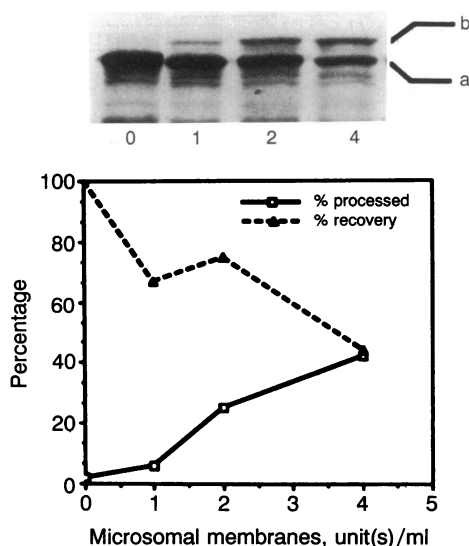 b
a
0 1 2 4
% processed
% recovery
100
80
60
40
20
0
Percentage
0 1 2 3 4 5
Microsomal membranes, unit(s)/ml